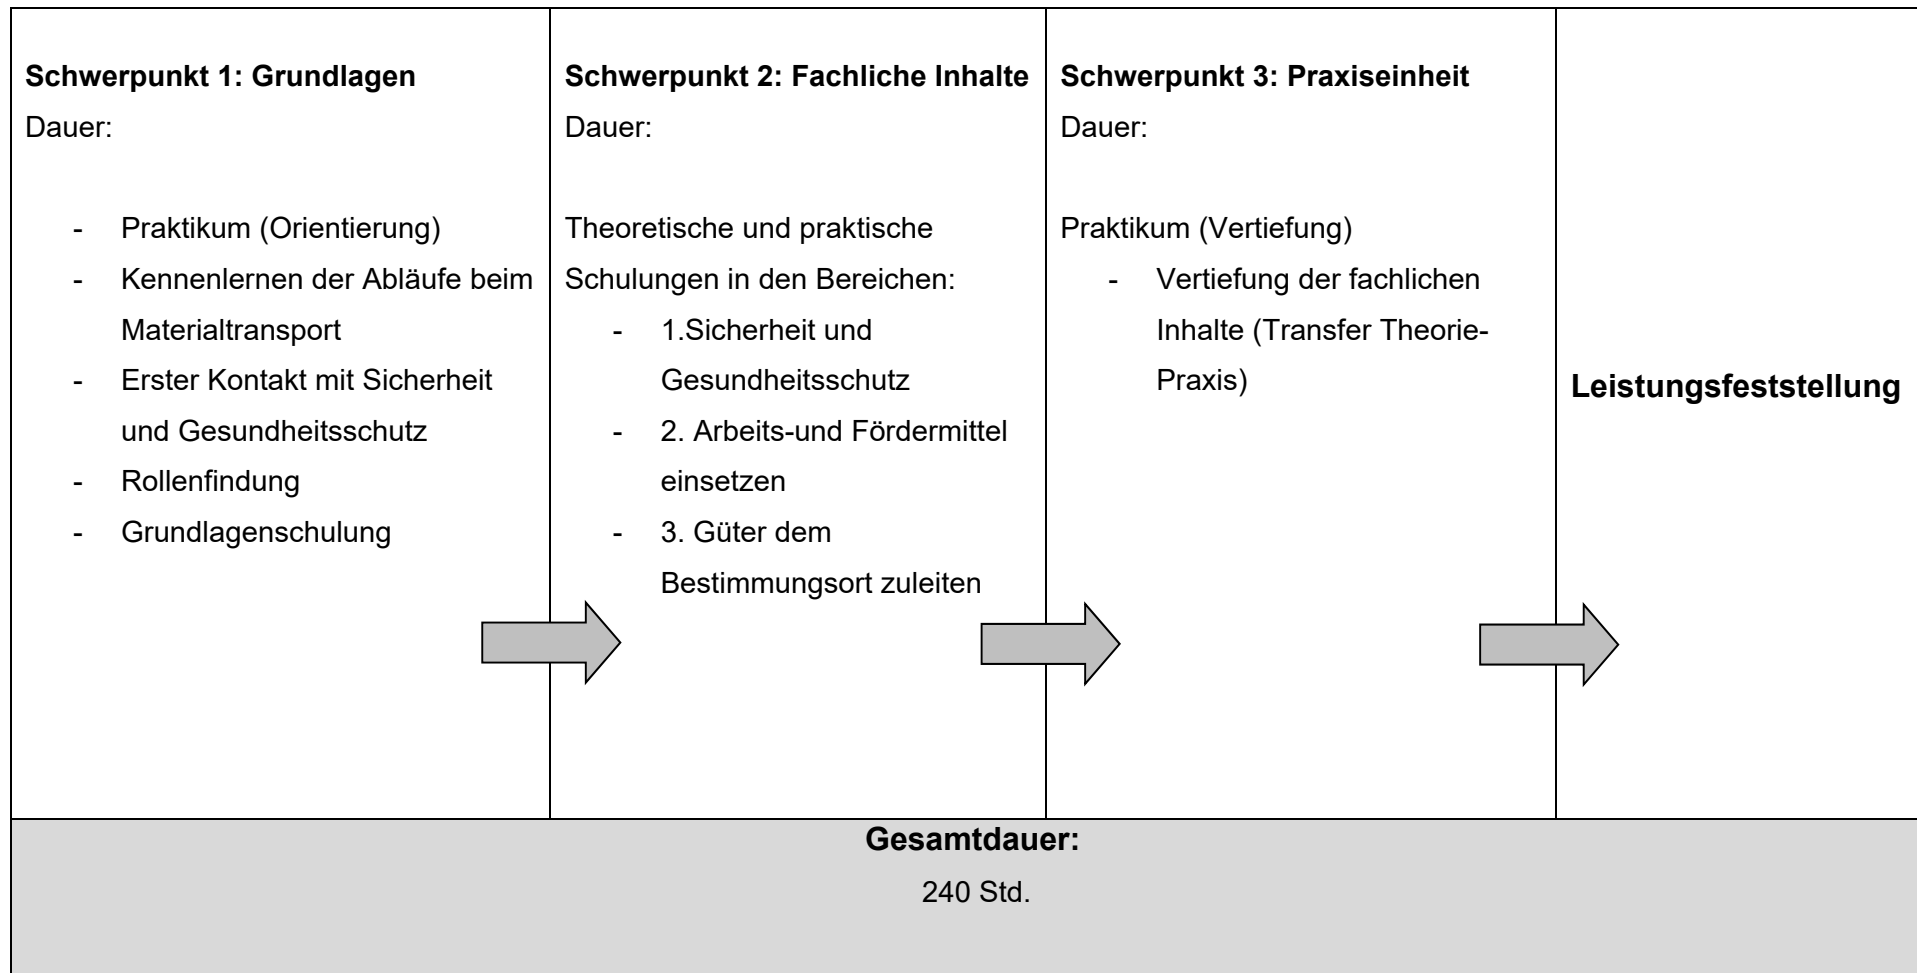 Schwerpunkt 1: Grundlagen
Dauer:
- Praktikum (Orientierung)
- Kennenlernen der Abläufe beim
Materialtransport
- Erster Kontakt mit Sicherheit
und Gesundheitsschutz
- Rollenfindung
- Grundlagenschulung
Schwerpunkt 2: Fachliche Inhalte
Dauer:
Theoretische und praktische
Schulungen in den Bereichen:
- 1.Sicherheit und
Gesundheitsschutz
- 2. Arbeits-und Fördermittel
einsetzen
- 3. Güter dem
Bestimmungsort zuleiten
Schwerpunkt 3: Praxiseinheit
Dauer:
Praktikum (Vertiefung)
- Vertiefung der fachlichen
Inhalte (Transfer Theorie-
Praxis)
Leistungsfeststellung
Gesamtdauer:
240 Std.